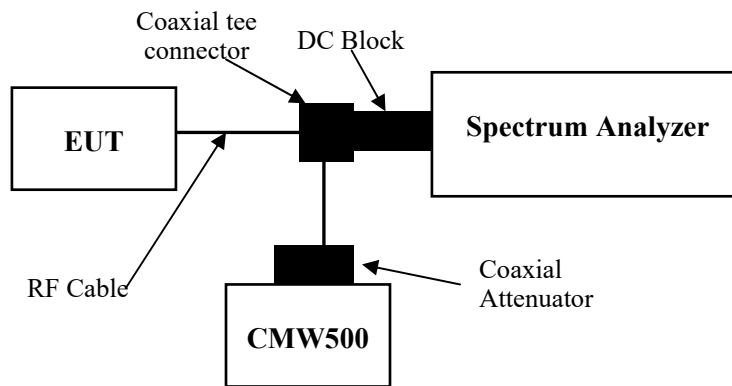 Coaxial tee
connector
DC Block
EUT
Spectrum Analyzer
RF Cable
Coaxial
Attenuator
CMW500